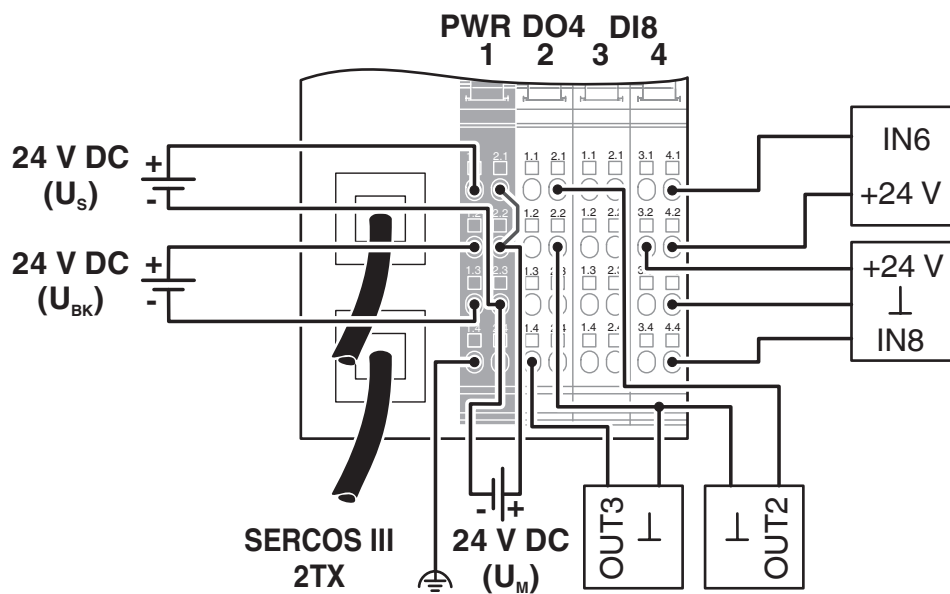 PWR DO4 DI8
1 2 3 4
24 V DC
(Us)
+
-
24 V DC
(UBK)
+
-
2.1 1.1 2.1 1.1 2.1 3.1 4.1
1.2 2.2 1.2 2.2 1.2 2.2 3.2 4.2
1.3 2.3 1.3 2.3 1.3 2.3
1.4 1.4 2.4 1.4 2.4 3.4 4.4
IN6
+24 V
+24 V
⊥
IN8
SERCOS III
2TX
- +
24 V DC
(UM)
OUT3
⊥
⊥
OUT2